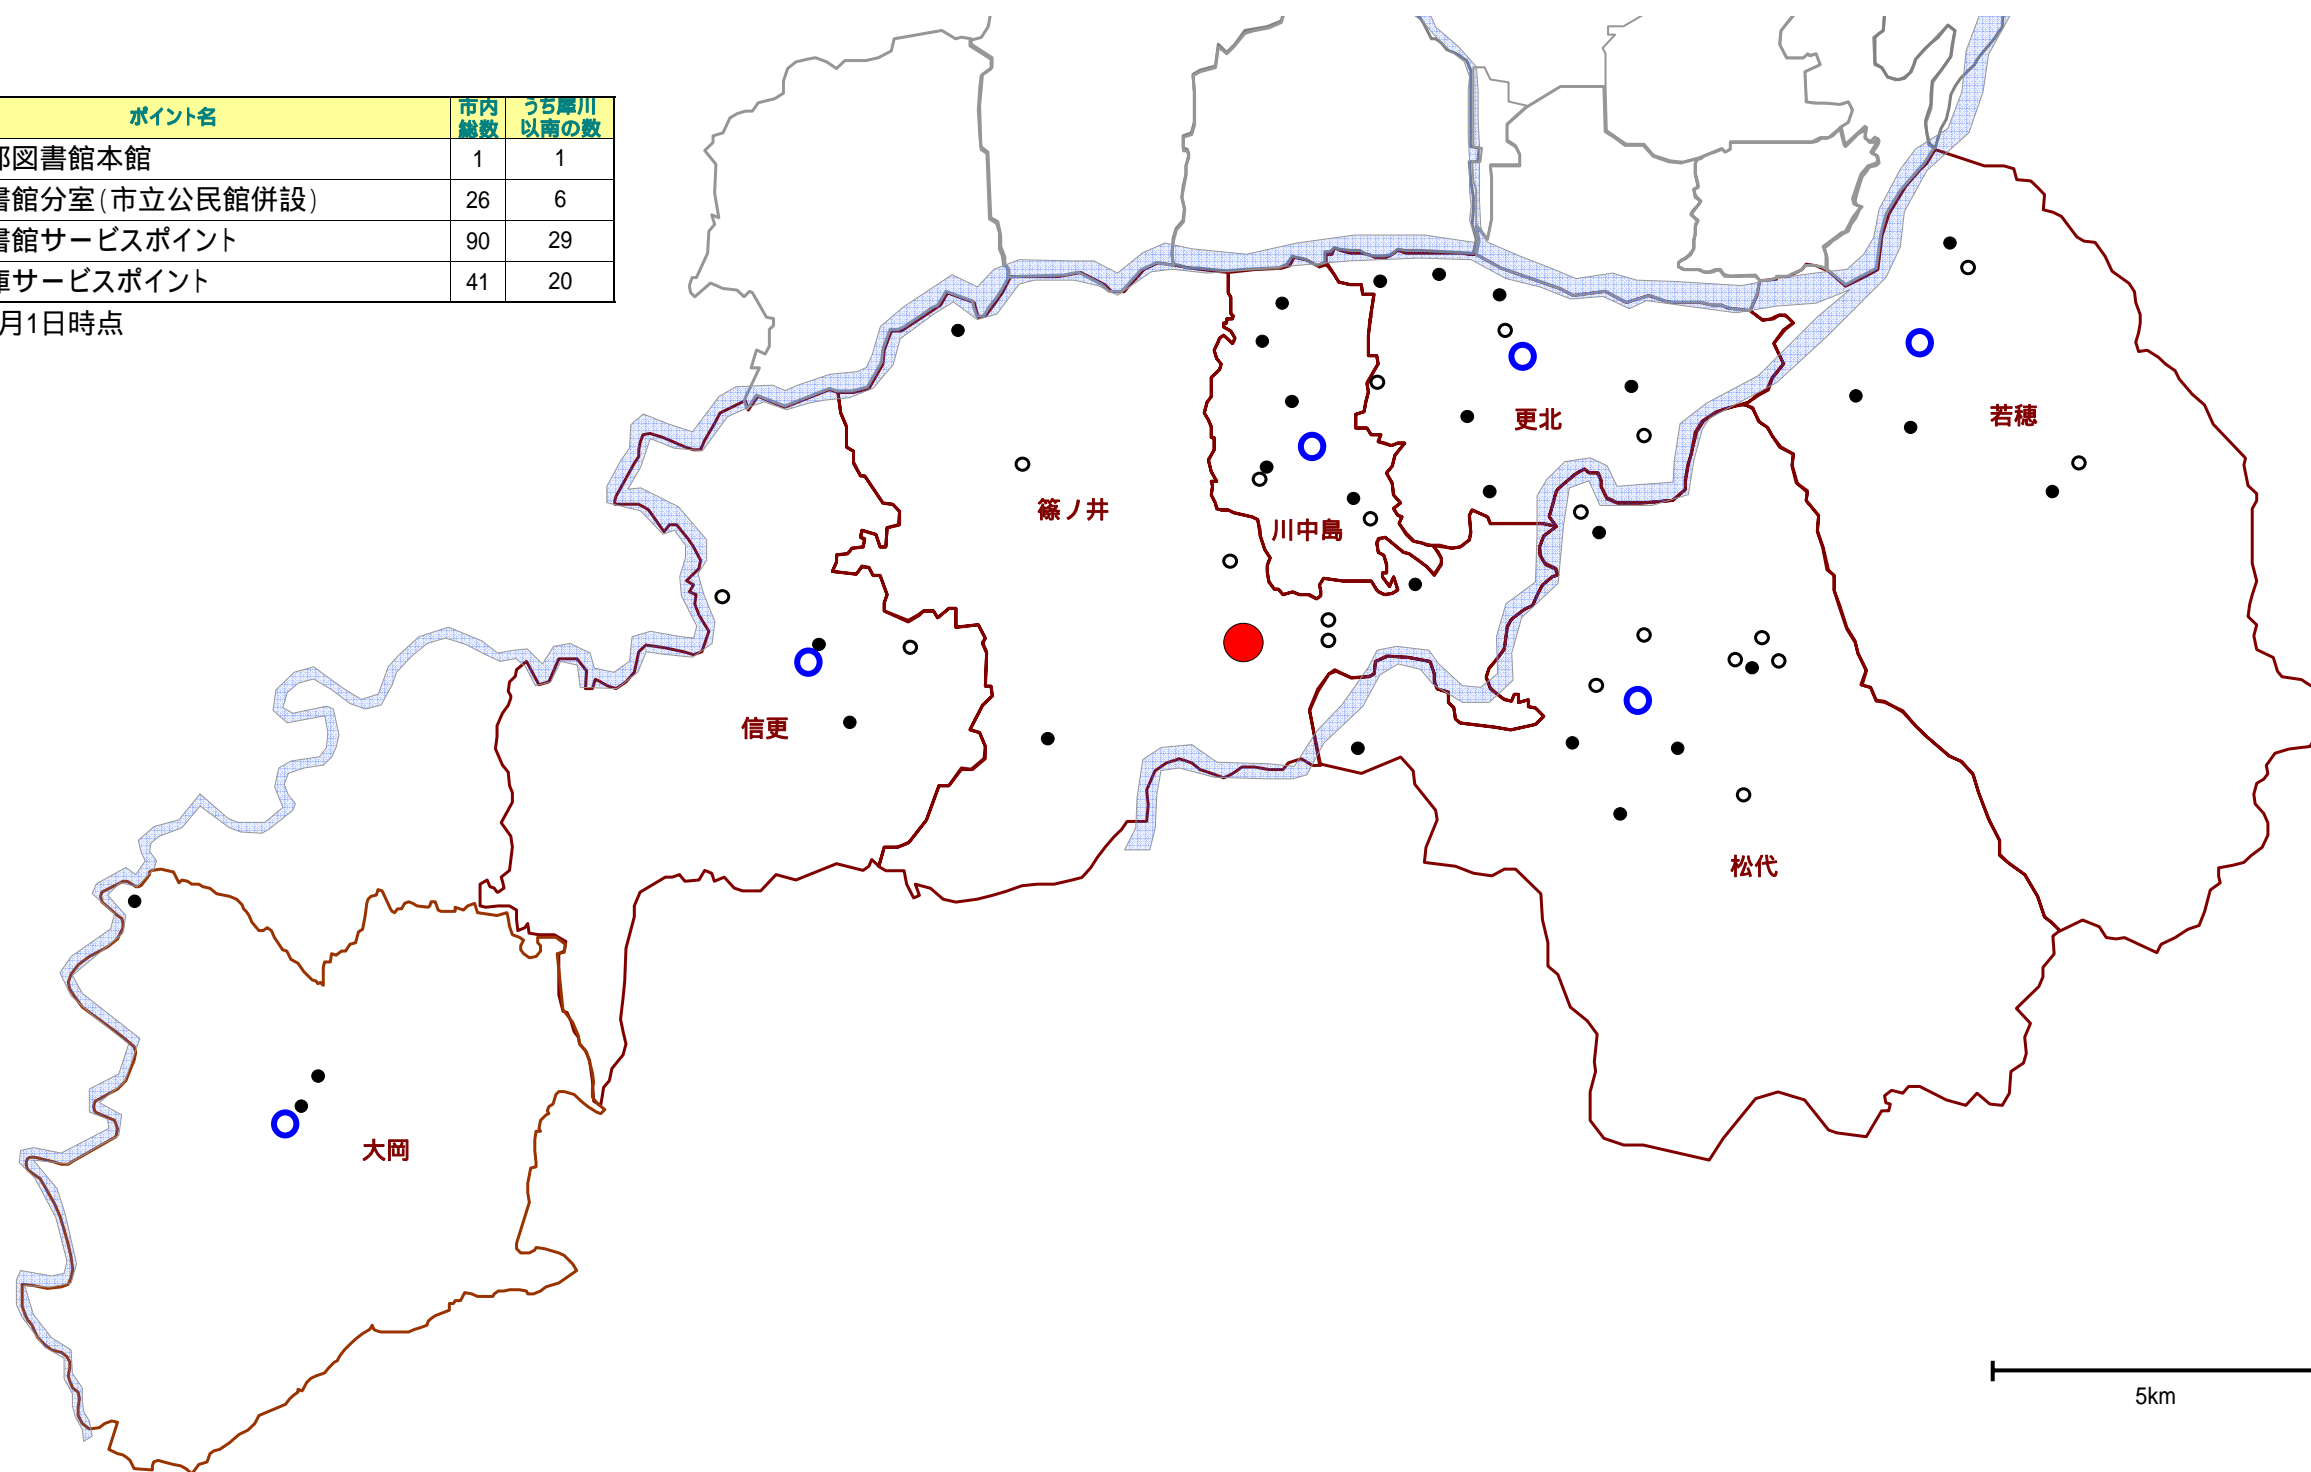 ポイント名
市内
総数
うち犀川
以南の数
部図書館本館
1
1
書館分室(市立公民館併設)
26
6
書館サービスポイント
90
29
庫サービスポイント
41
20
月1日時点
更北
若穂
篠ノ井
川中島
信更
松代
大岡
5km